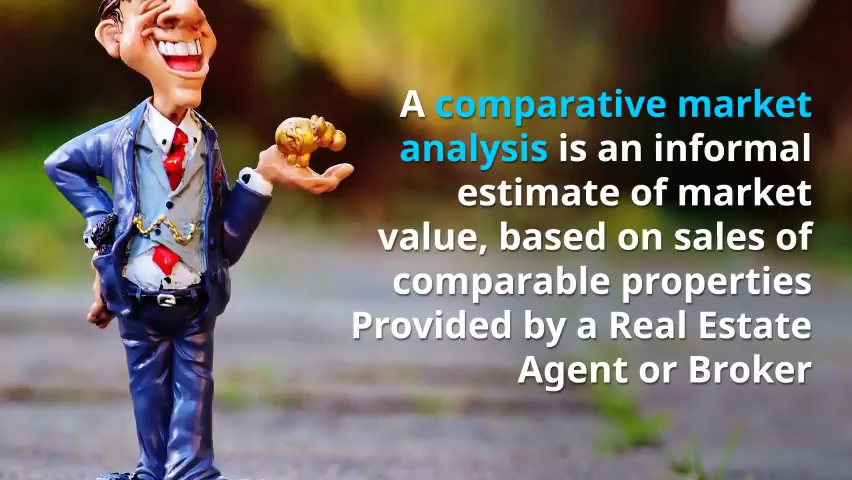 A comparative market
analysis is an informal
estimate of market
value, based on sales of
comparable properties
Provided by a Real Estate
Agent or Broker